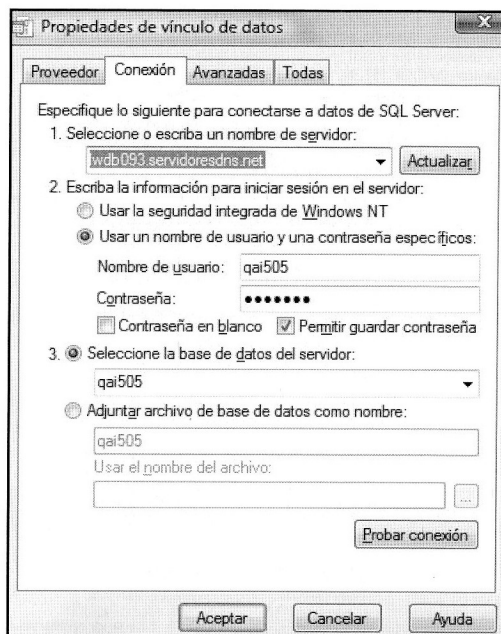 Propiedades de vínculo de datos
Proveedor Conexión Avanzadas Todas
Especifique lo siguiente para conectarse a datos de SQL Server:
1. Seleccione o escriba un nombre de servidor:
wdb093.servidoresdns.net Actualizar
2. Escriba la información para iniciar sesión en el servidor:
Usar la seguridad integrada de Windows NT
Usar un nombre de usuario y una contraseña específicos:
Nombre de usuario: qai505
Contraseña: •••••••
Contraseña en blanco Permitir guardar contraseña
3. Seleccione la base de datos del servidor:
qai505
Adjuntar archivo de base de datos como nombre:
qai505
Usar el nombre del archivo:
...
Probar conexión
Aceptar Cancelar Ayuda